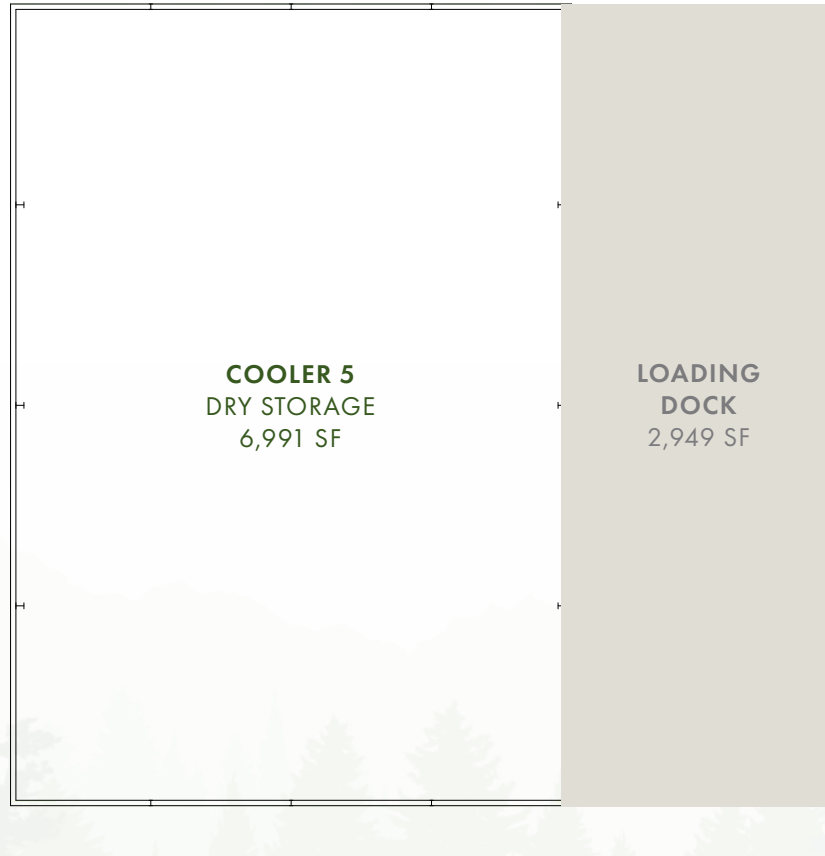 COOLER 5
DRY STORAGE
6,991 SF
LOADING
DOCK
2,949 SF